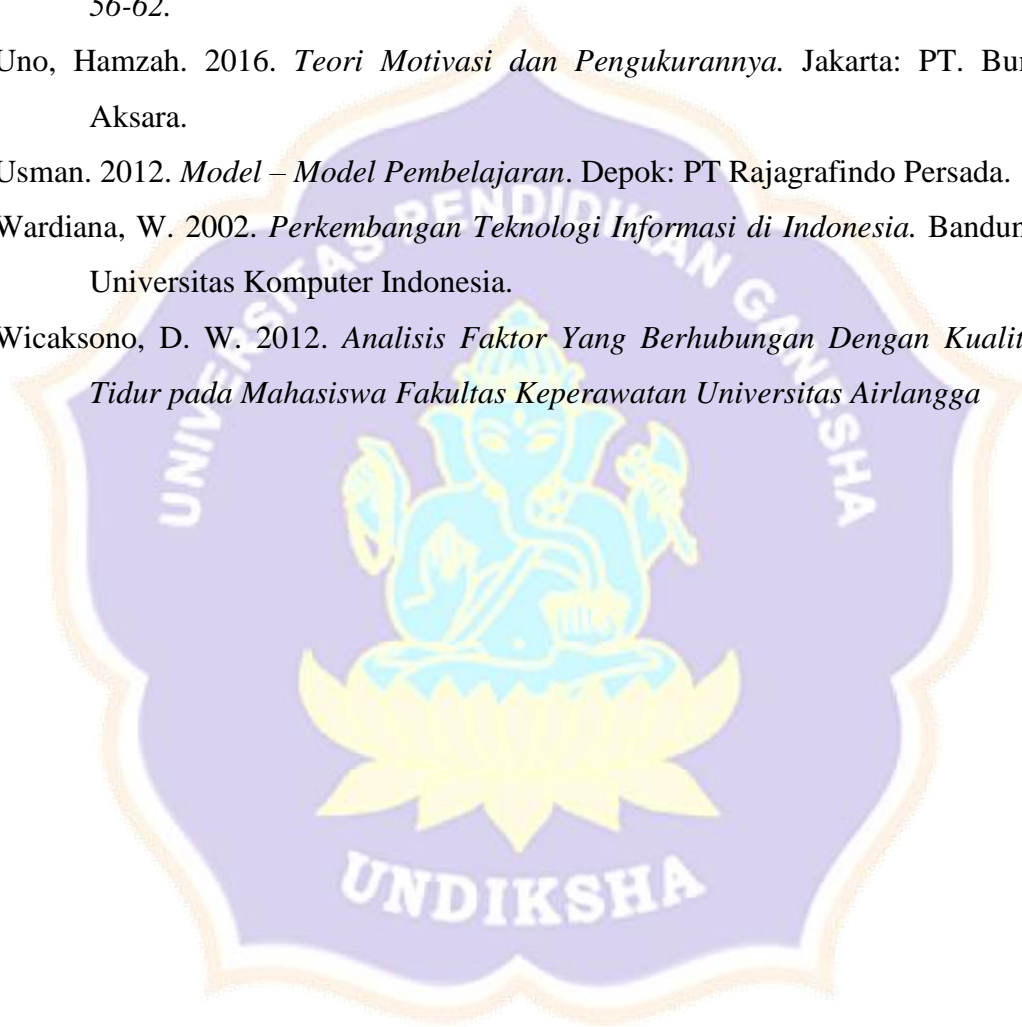 56-62.
Uno, Hamzah. 2016. Teori Motivasi dan Pengukurannya. Jakarta: PT. Bum
Aksara.
Usman. 2012. Model – Model Pembelajaran. Depok: PT Rajagrafindo Persada.
Wardiana, W. 2002. Perkembangan Teknologi Informasi di Indonesia. Bandun
Universitas Komputer Indonesia.
Wicaksono, D. W. 2012. Analisis Faktor Yang Berhubungan Dengan Kualit
Tidur pada Mahasiswa Fakultas Keperawatan Universitas Airlangga
UNIVERSITAS PENDIDIKAN GANESHA
UNDIKSHA